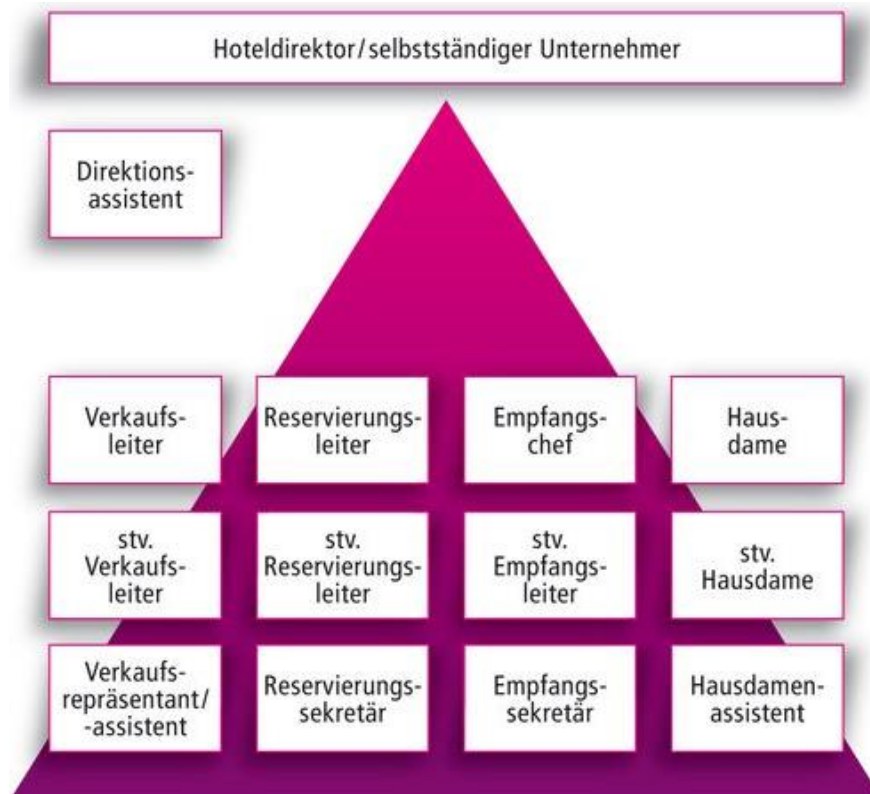 Hoteldirektor/selbstständiger Unternehmer
Direktions-
assistent
Verkaufs-
leiter
Reservierungs-
leiter
Empfangs-
chef
Haus-
dame
stv.
Verkaufs-
leiter
stv.
Reservierungs-
leiter
stv.
Empfangs-
leiter
stv.
Hausdame
Verkaufs-
repräsentant/
-assistent
Reservierungs-
sekretär
Empfangs-
sekretär
Hausdamen-
assistent